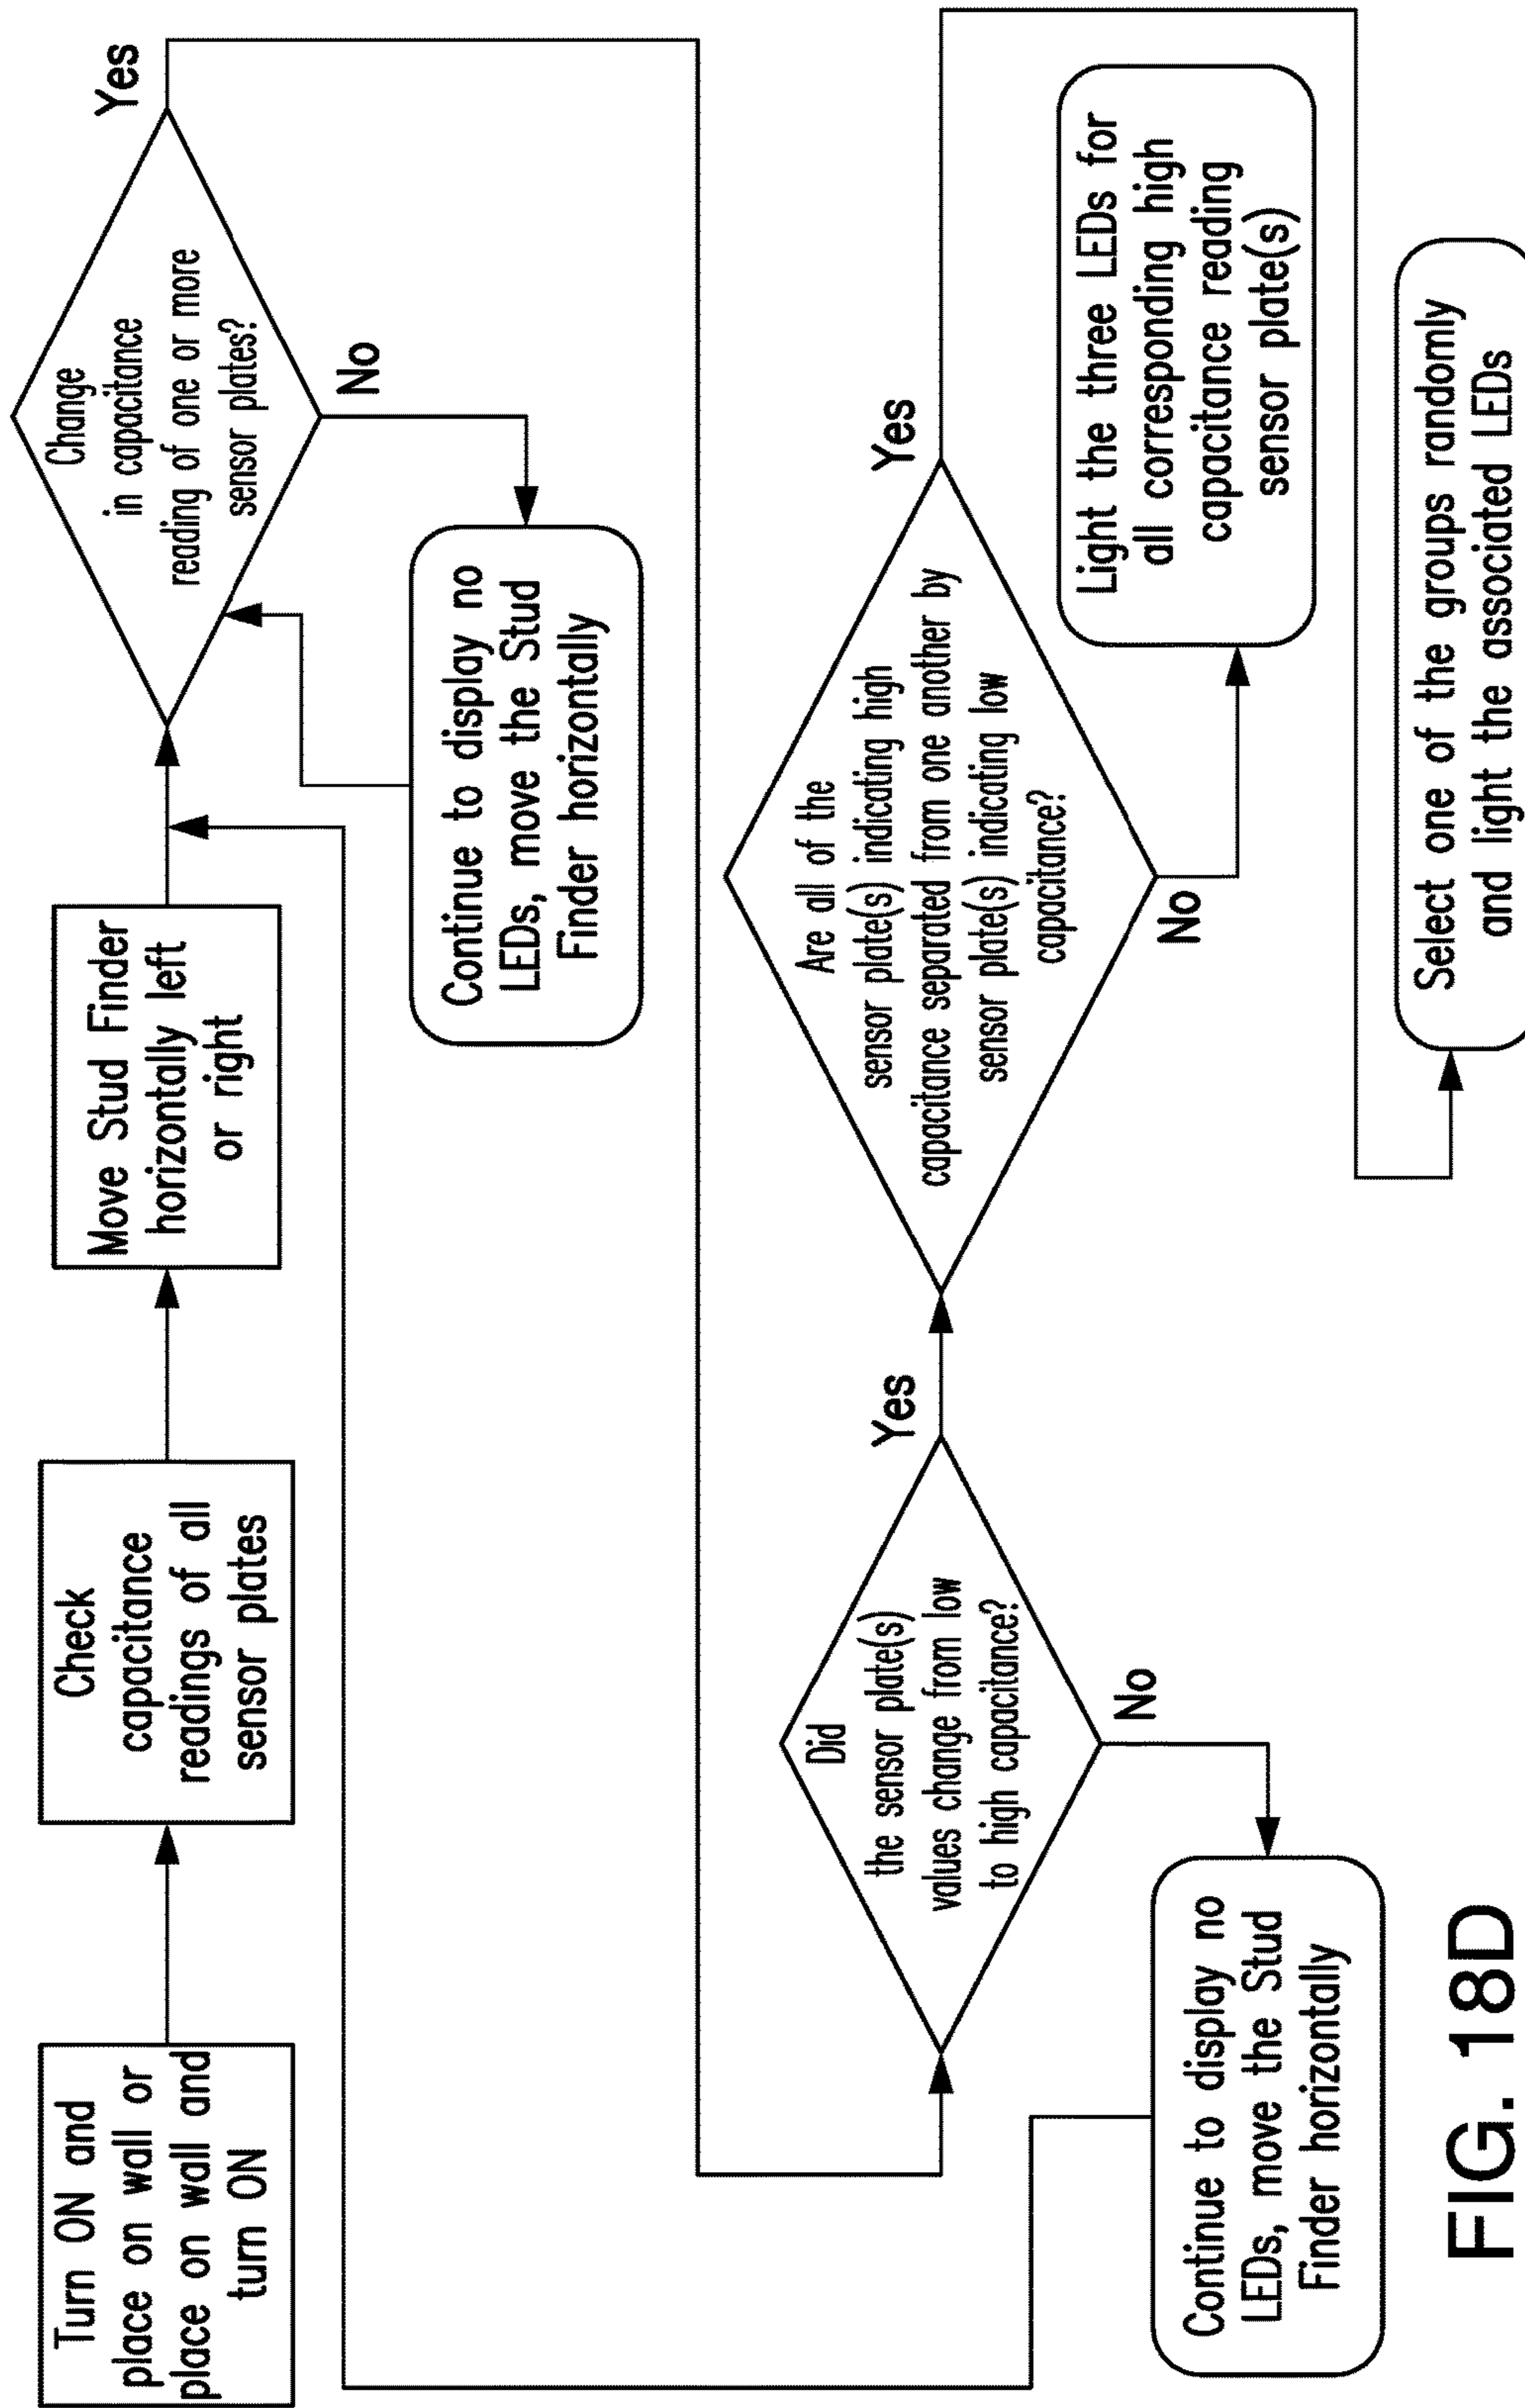 Turn ON and
place on wall or
place on wall and
turn ON
Check
capacitance
readings of all
sensor plates
Move Stud Finder
horizontally left
or right
Change
in capacitance
reading of one or more
sensor plates?
Yes
No
Continue to display no
LEDs, move the Stud
Finder horizontally
Did
the sensor plate(s)
values change from low
to high capacitance?
Yes
No
Continue to display no
LEDs, move the Stud
Finder horizontally
Are all of the
sensor plate(s) indicating high
capacitance separated from one another by
sensor plate(s) indicating low
capacitance?
Yes
No
Light the three LEDs for
all corresponding high
capacitance reading
sensor plate(s)
Select one of the groups randomly
and light the associated LEDs
FIG. 18D